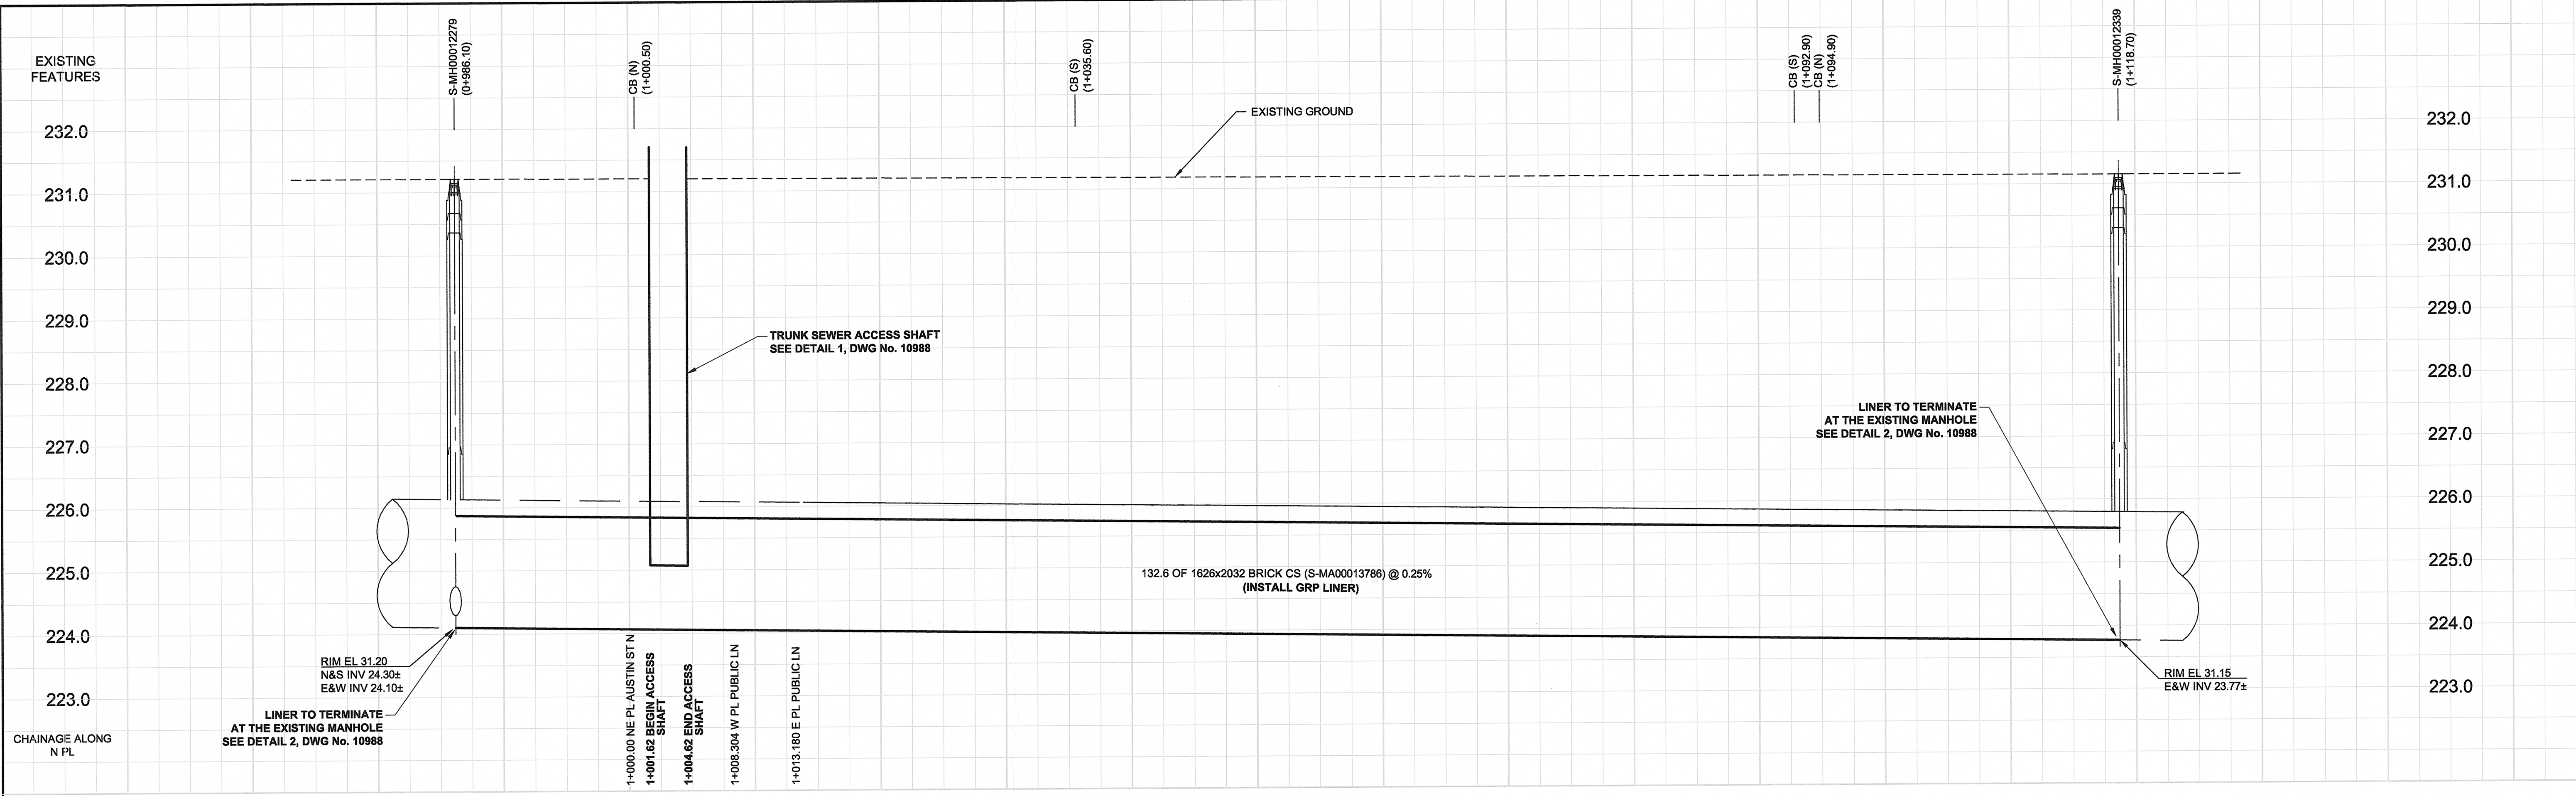 EXISTING
FEATURES
S-MH00012279
(0+986.10)
CB (N)
(1+000.50)
CB (S)
(1+035.60)
CB (S)
(1+092.90)
CB (N)
(1+094.90)
S-MH00012339
(1+118.70)
EXISTING GROUND
232.0
231.0
230.0
229.0
228.0
227.0
226.0
225.0
224.0
223.0
232.0
231.0
230.0
229.0
228.0
227.0
226.0
225.0
224.0
223.0
TRUNK SEWER ACCESS SHAFT
SEE DETAIL 1, DWG No. 10988
LINER TO TERMINATE
AT THE EXISTING MANHOLE
SEE DETAIL 2, DWG No. 10988
132.6 OF 1626x2032 BRICK CS (S-MA00013786) @ 0.25%
(INSTALL GRP LINER)
RIM EL 31.20
N&S INV 24.30±
E&W INV 24.10±
LINER TO TERMINATE
AT THE EXISTING MANHOLE
SEE DETAIL 2, DWG No. 10988
RIM EL 31.15
E&W INV 23.77±
CHAINAGE ALONG
N PL
1+000.00 NE PL AUSTIN ST N
1+001.62 BEGIN ACCESS
SHAFT
1+004.62 END ACCESS
SHAFT
1+008.304 W PL PUBLIC LN
1+013.180 E PL PUBLIC LN